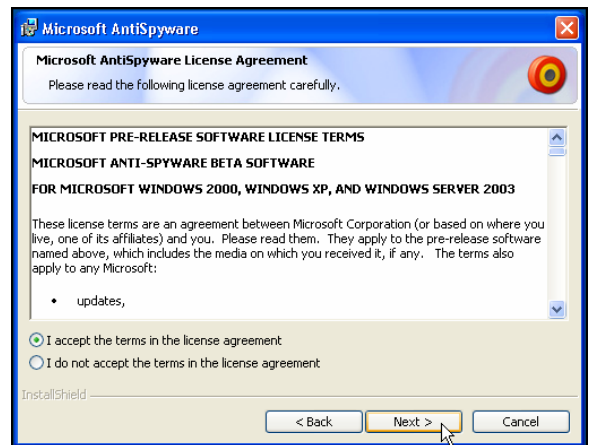 Microsoft AntiSpyware
Microsoft AntiSpyware License Agreement
Please read the following license agreement carefully.
MICROSOFT PRE-RELEASE SOFTWARE LICENSE TERMS
MICROSOFT ANTI-SPYWARE BETA SOFTWARE
FOR MICROSOFT WINDOWS 2000, WINDOWS XP, AND WINDOWS SERVER 2003
These license terms are an agreement between Microsoft Corporation (or based on where you
live, one of its affiliates) and you.  Please read them.  They apply to the pre-release software
named above, which includes the media on which you received it, if any.   The terms also
apply to any Microsoft:
• updates,
I accept the terms in the license agreement
I do not accept the terms in the license agreement
InstallShield
< Back
Next >
Cancel